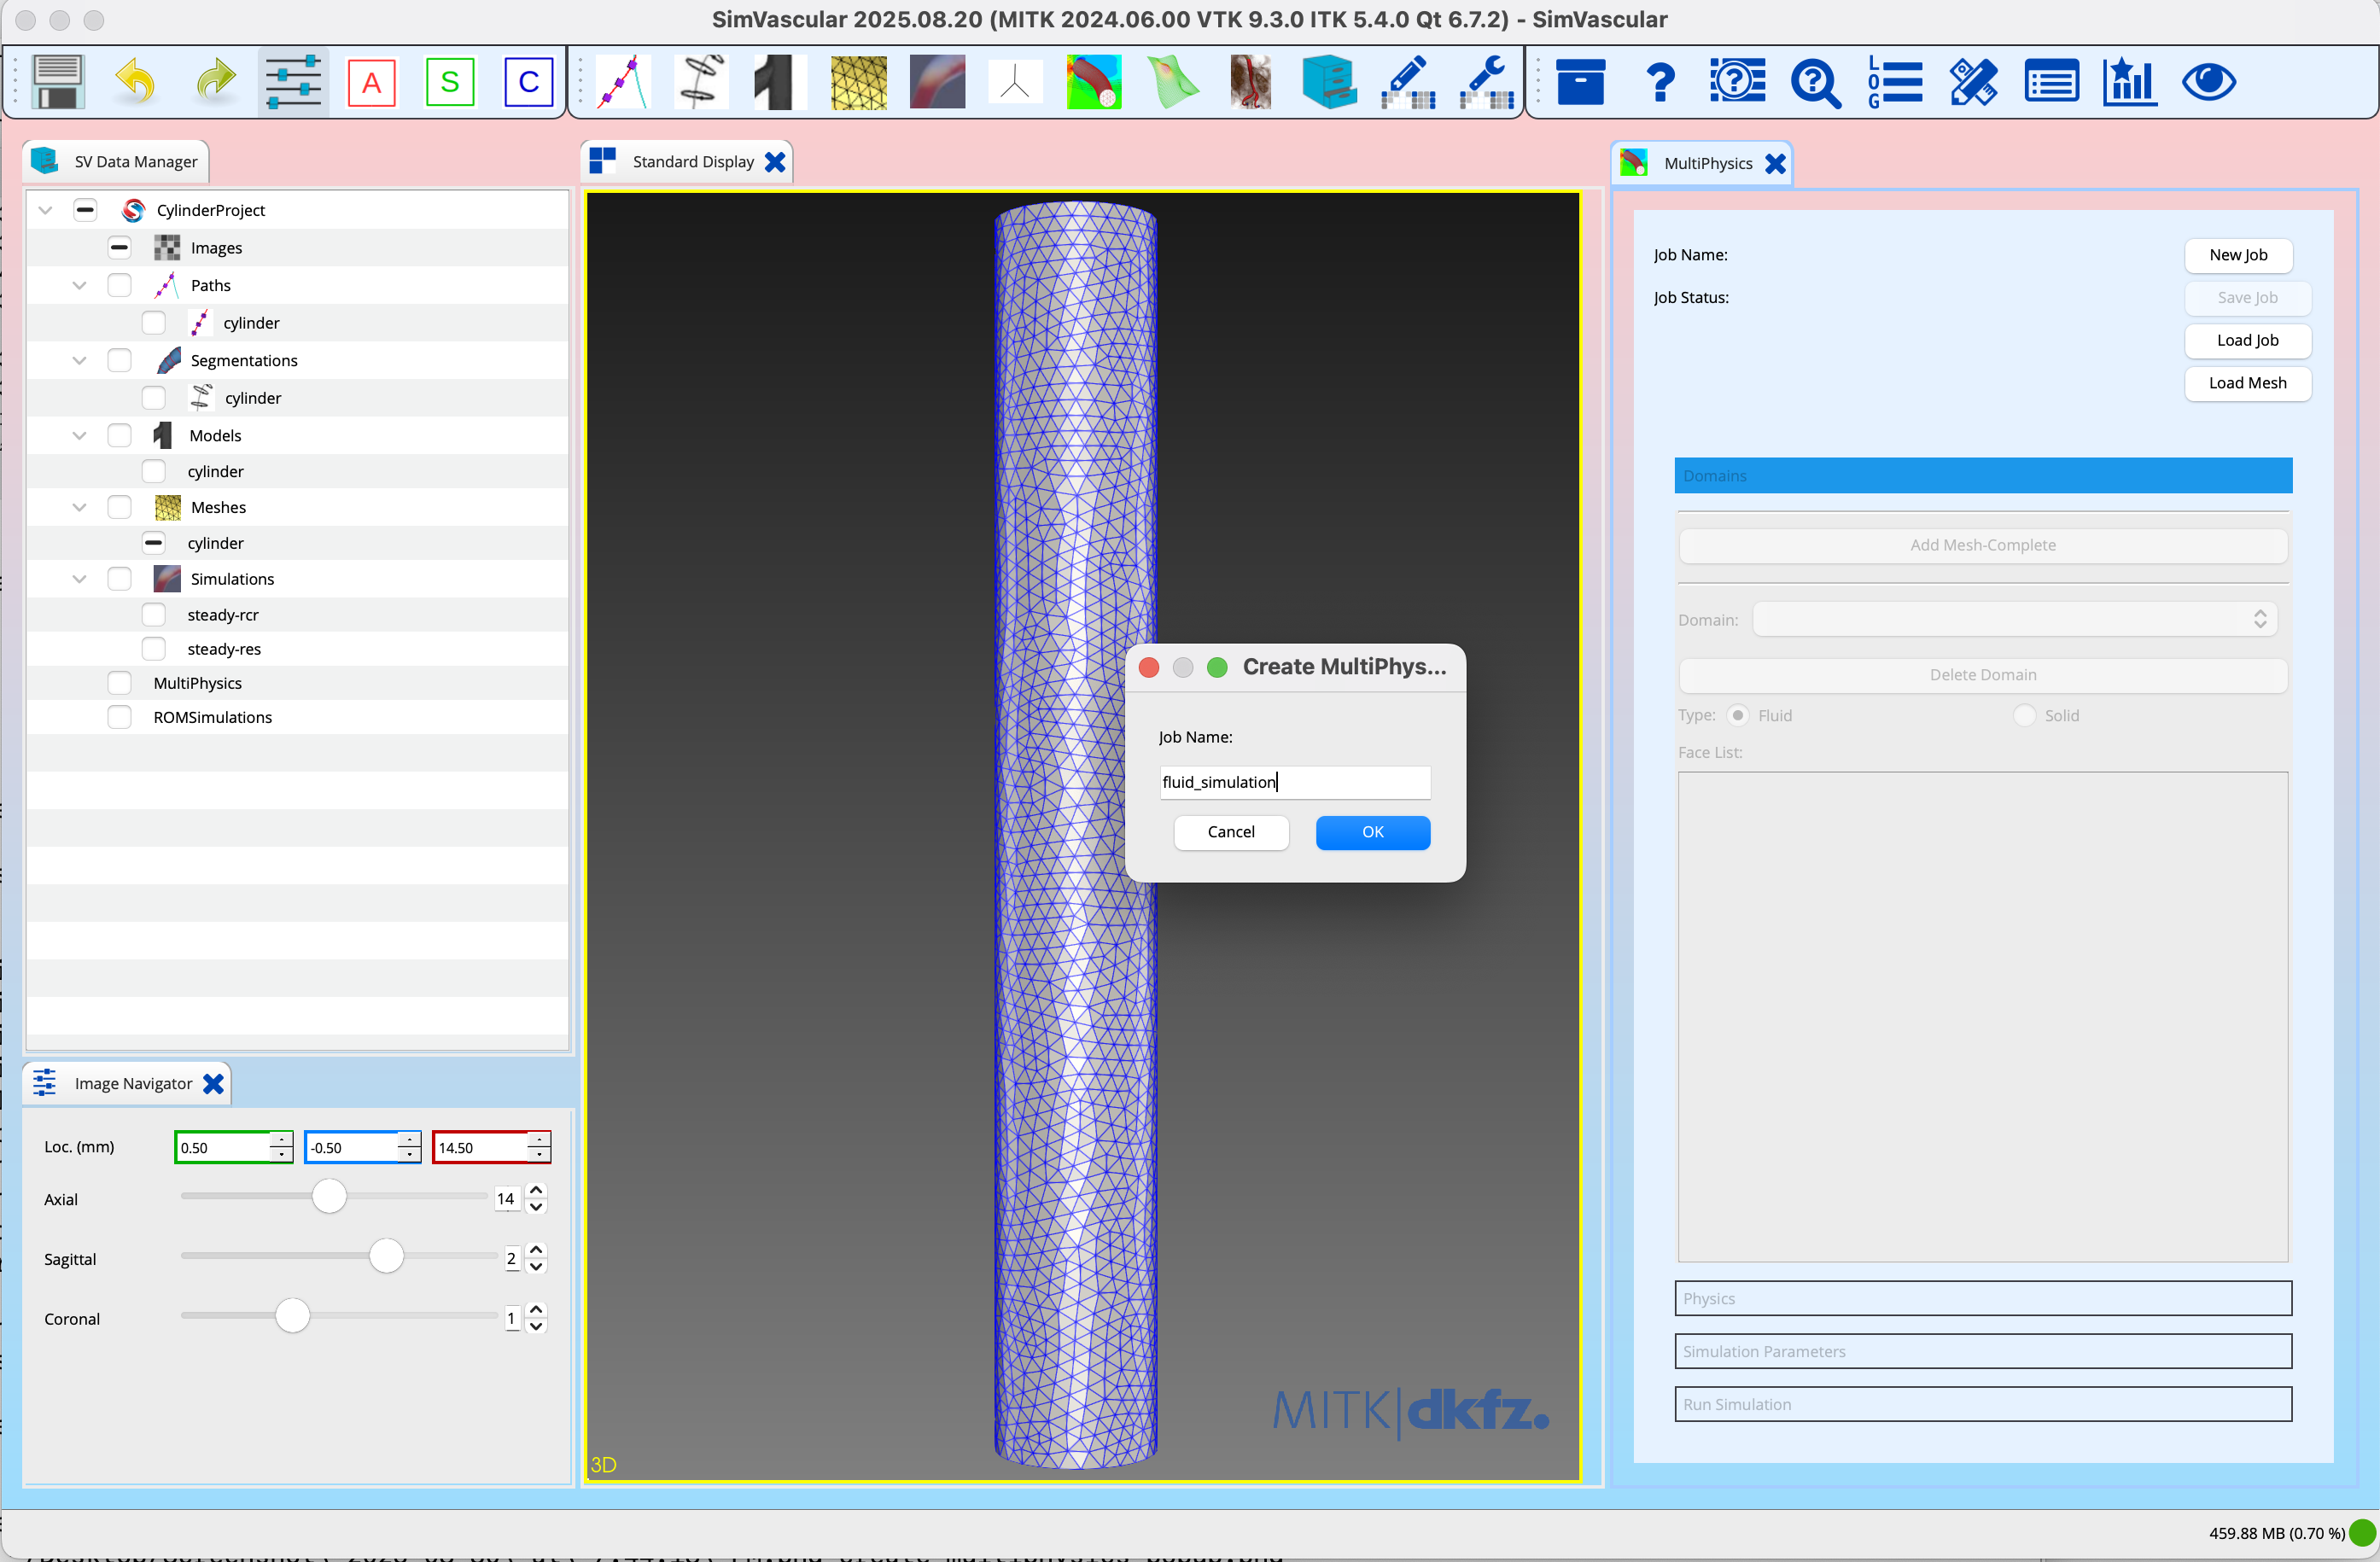 SimVascular 2025.08.20 (MITK 2024.06.00 VTK 9.3.0 ITK 5.4.0 Qt 6.7.2) - SimVascular
A
S
C
LOG
SV Data Manager
CylinderProject
Images
Paths
cylinder
Segmentations
cylinder
Models
cylinder
Meshes
cylinder
Simulations
steady-rcr
steady-res
MultiPhysics
ROMSimulations
Image Navigator
Loc. (mm) 0.50 -0.50 14.50
Axial 14
Sagittal 2
Coronal 1
Standard Display
3D
MITK|dkfz.
Create MultiPhys...
Job Name:
fluid_simulation
Cancel OK
MultiPhysics
Job Name: New Job
Job Status: Save Job
Load Job
Load Mesh
Domains
Add Mesh-Complete
Domain:
Delete Domain
Type: Fluid Solid
Face List:
Physics
Simulation Parameters
Run Simulation
459.88 MB (0.70 %)